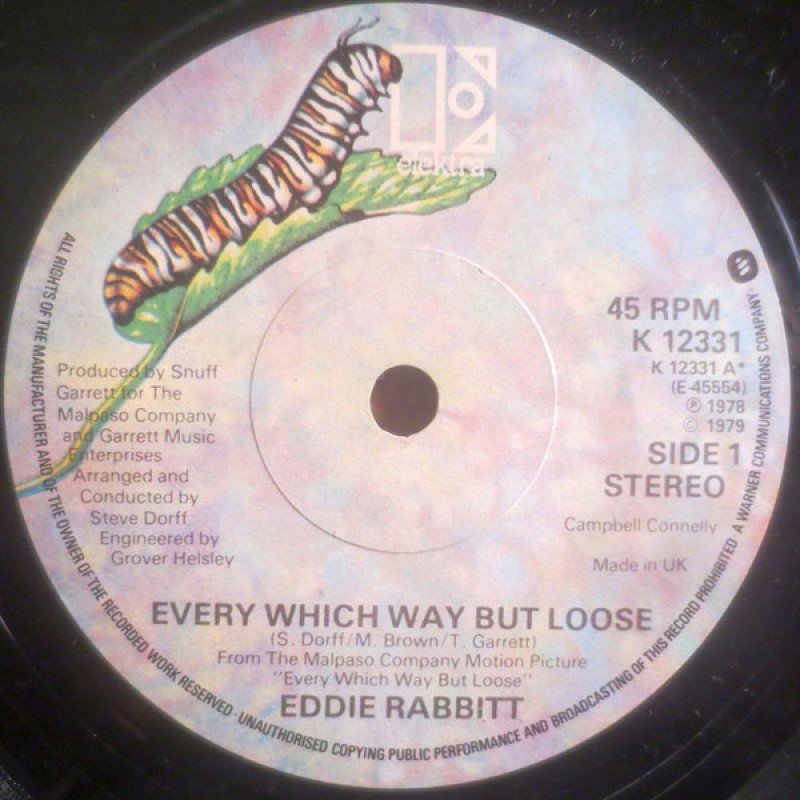 elektra
45 RPM
K 12331
K 12331 A*
(E-45554)
℗ 1978
© 1979
SIDE 1
STEREO
Campbell Connelly
Made in UK
Produced by Snuff
Garrett for The
Malpaso Company
and Garrett Music
Enterprises
Arranged and
Conducted by
Steve Dorff
Engineered by
Grover Helsley
EVERY WHICH WAY BUT LOOSE
(S. Dorff/M. Brown/T. Garrett)
From The Malpaso Company Motion Picture
"Every Which Way But Loose"
EDDIE RABBITT
ALL RIGHTS OF THE MANUFACTURER AND OF THE OWNER OF THE RECORDED WORK RESERVED · UNAUTHORISED COPYING PUBLIC PERFORMANCE AND BROADCASTING OF THIS RECORD PROHIBITED · A WARNER COMMUNICATIONS COMPANY ·